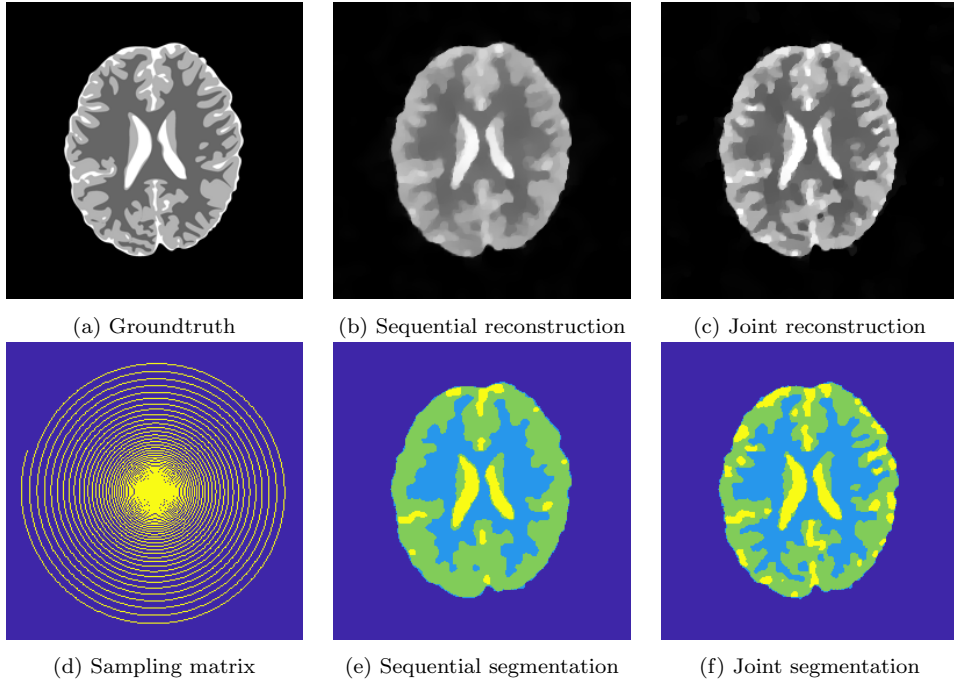 (a) Groundtruth
(b) Sequential reconstruction
(c) Joint reconstruction
(d) Sampling matrix
(e) Sequential segmentation
(f) Joint segmentation